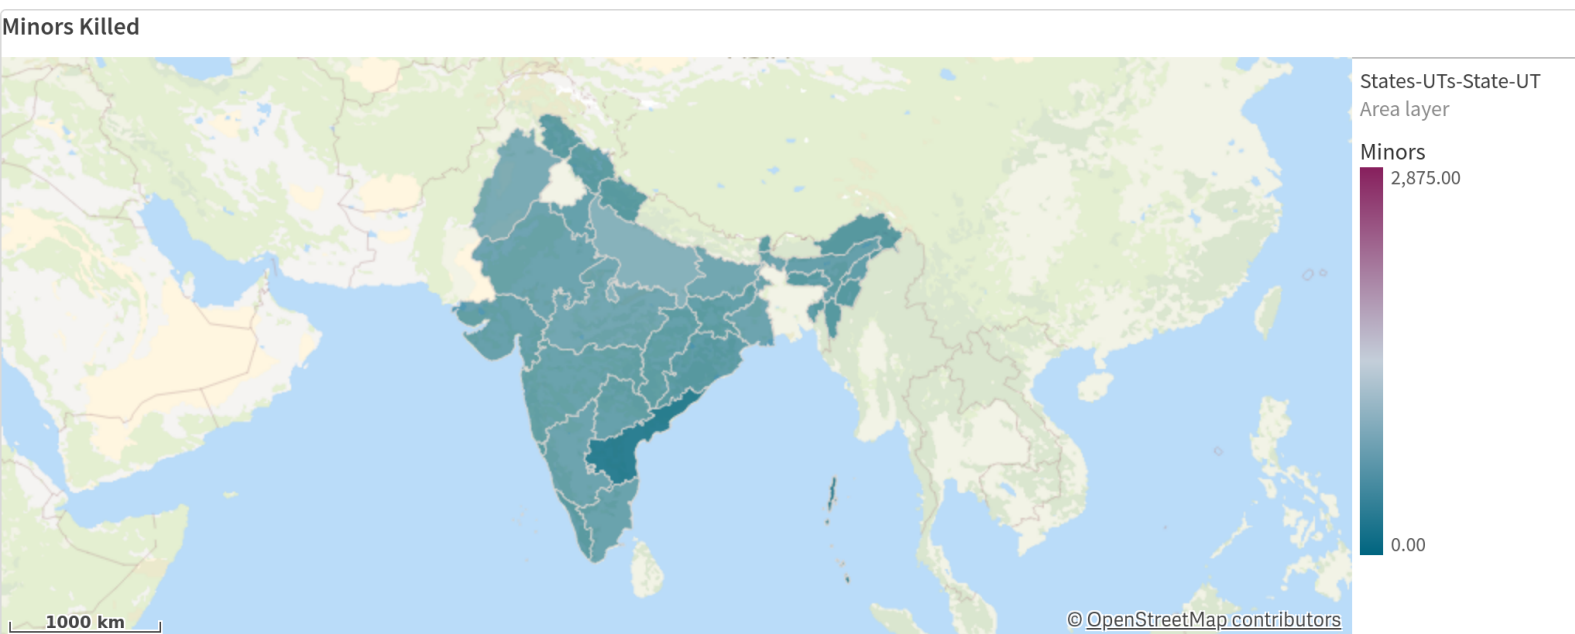 Minors Killed
States-UTs-State-UT
Area layer
Minors
2,875.00
0.00
1000 km
© OpenStreetMap contributors